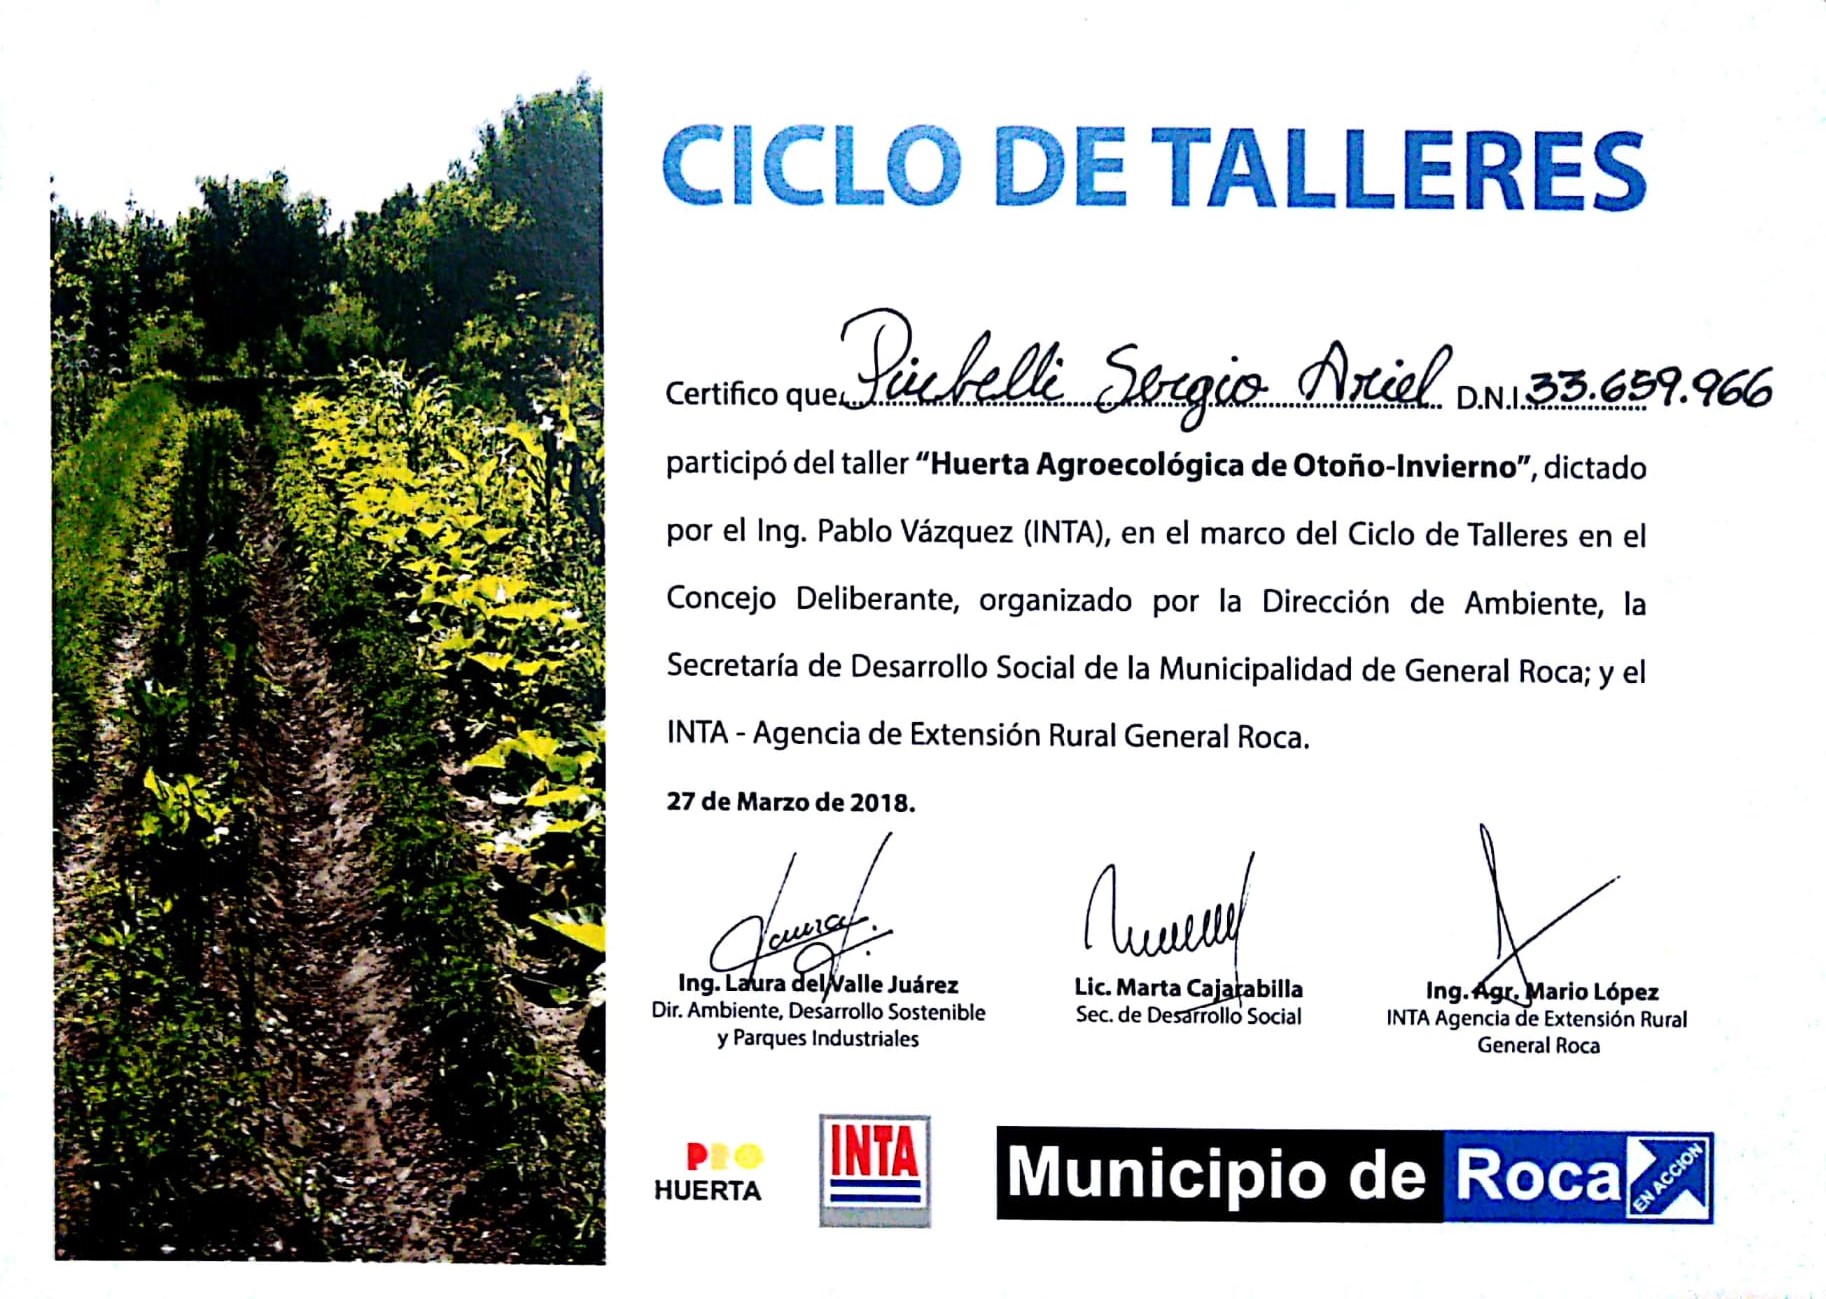 CICLO DE TALLERES
Certifico que Piubelli Sergio Ariel D.N.I. 33.659.966
participó del taller “Huerta Agroecológica de Otoño-Invierno”, dictado
por el Ing. Pablo Vázquez (INTA), en el marco del Ciclo de Talleres en el
Concejo Deliberante, organizado por la Dirección de Ambiente, la
Secretaría de Desarrollo Social de la Municipalidad de General Roca; y el
INTA - Agencia de Extensión Rural General Roca.
27 de Marzo de 2018.
Ing. Laura del Valle Juárez
Dir. Ambiente, Desarrollo Sostenible
y Parques Industriales
Lic. Marta Cajarabilla
Sec. de Desarrollo Social
Ing. Agr. Mario López
INTA Agencia de Extensión Rural
General Roca
PRO
HUERTA
INTA
Municipio de Roca
EN ACCION